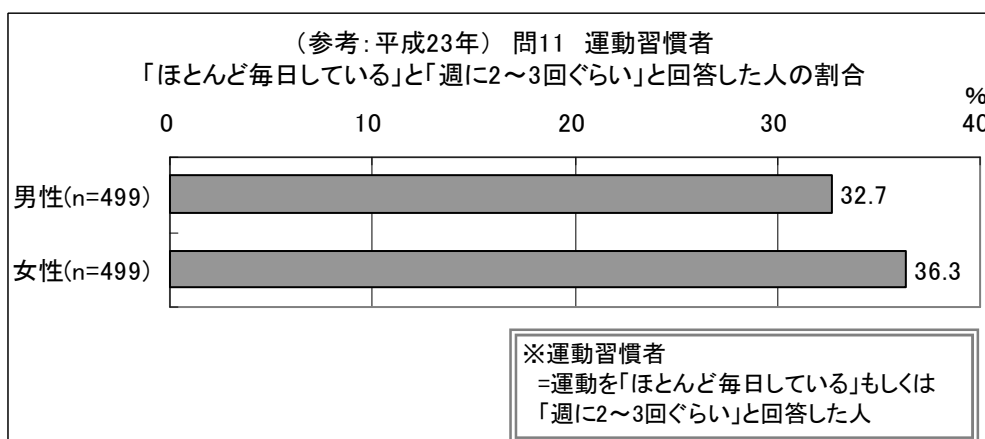 （参考：平成23年） 問11 運動習慣者
「ほとんど毎日している」と「週に2～3回ぐらい」と回答した人の割合
%
0 10 20 30 40
男性(n=499) 32.7
女性(n=499) 36.3
※運動習慣者
=運動を「ほとんど毎日している」もしくは
「週に2～3回ぐらい」と回答した人